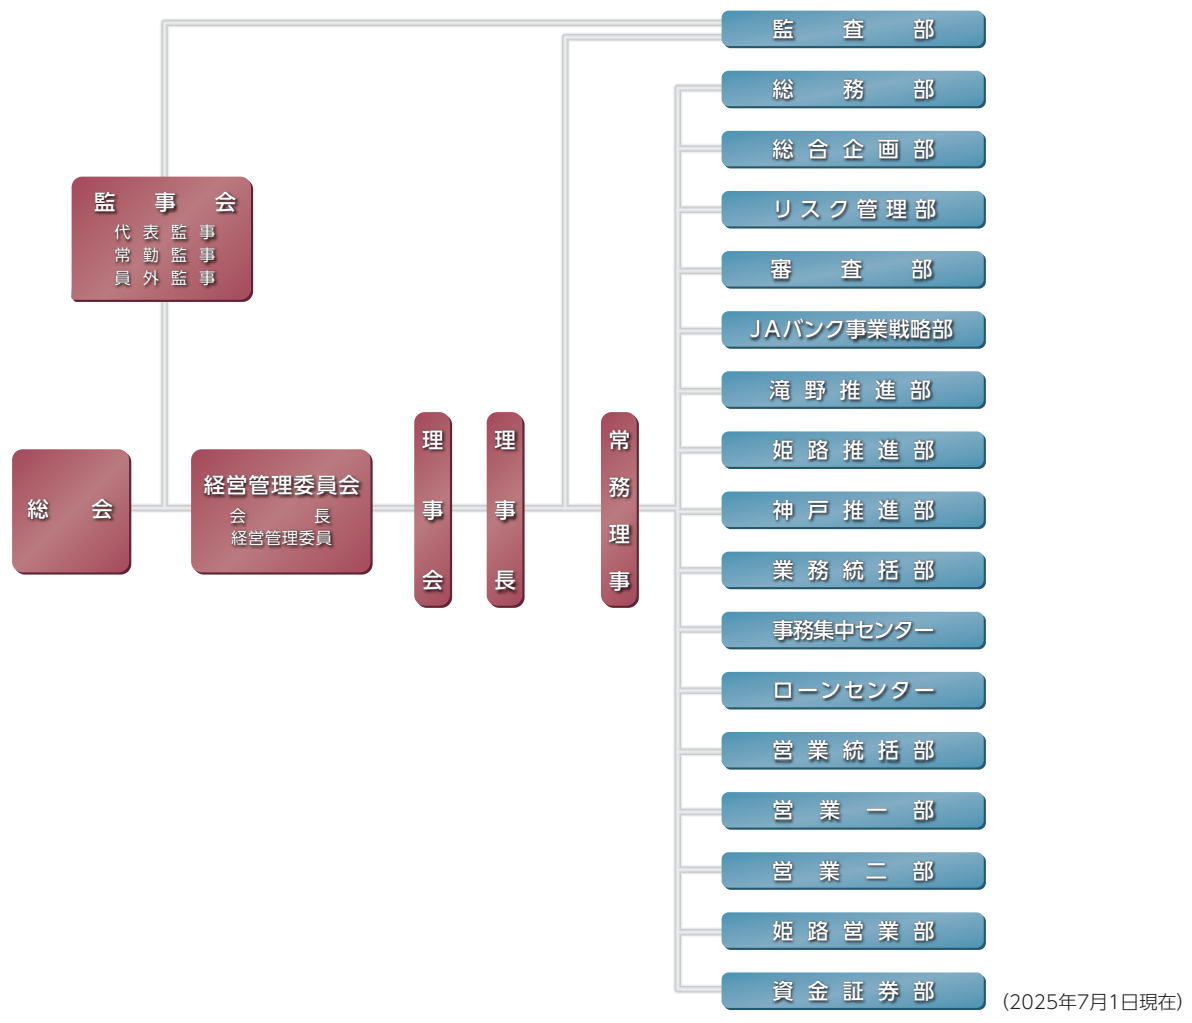 監査部
総務部
総合企画部
リスク管理部
審査部
JAバンク事業戦略部
滝野推進部
姫路推進部
神戸推進部
業務統括部
事務集中センター
ローンセンター
営業統括部
営業一部
営業二部
姫路営業部
資金証券部
監事会
代表監事
常勤監事
員外監事
総会
経営管理委員会
会長
経営管理委員
理事会
理事長
常務理事
(2025年7月1日現在)